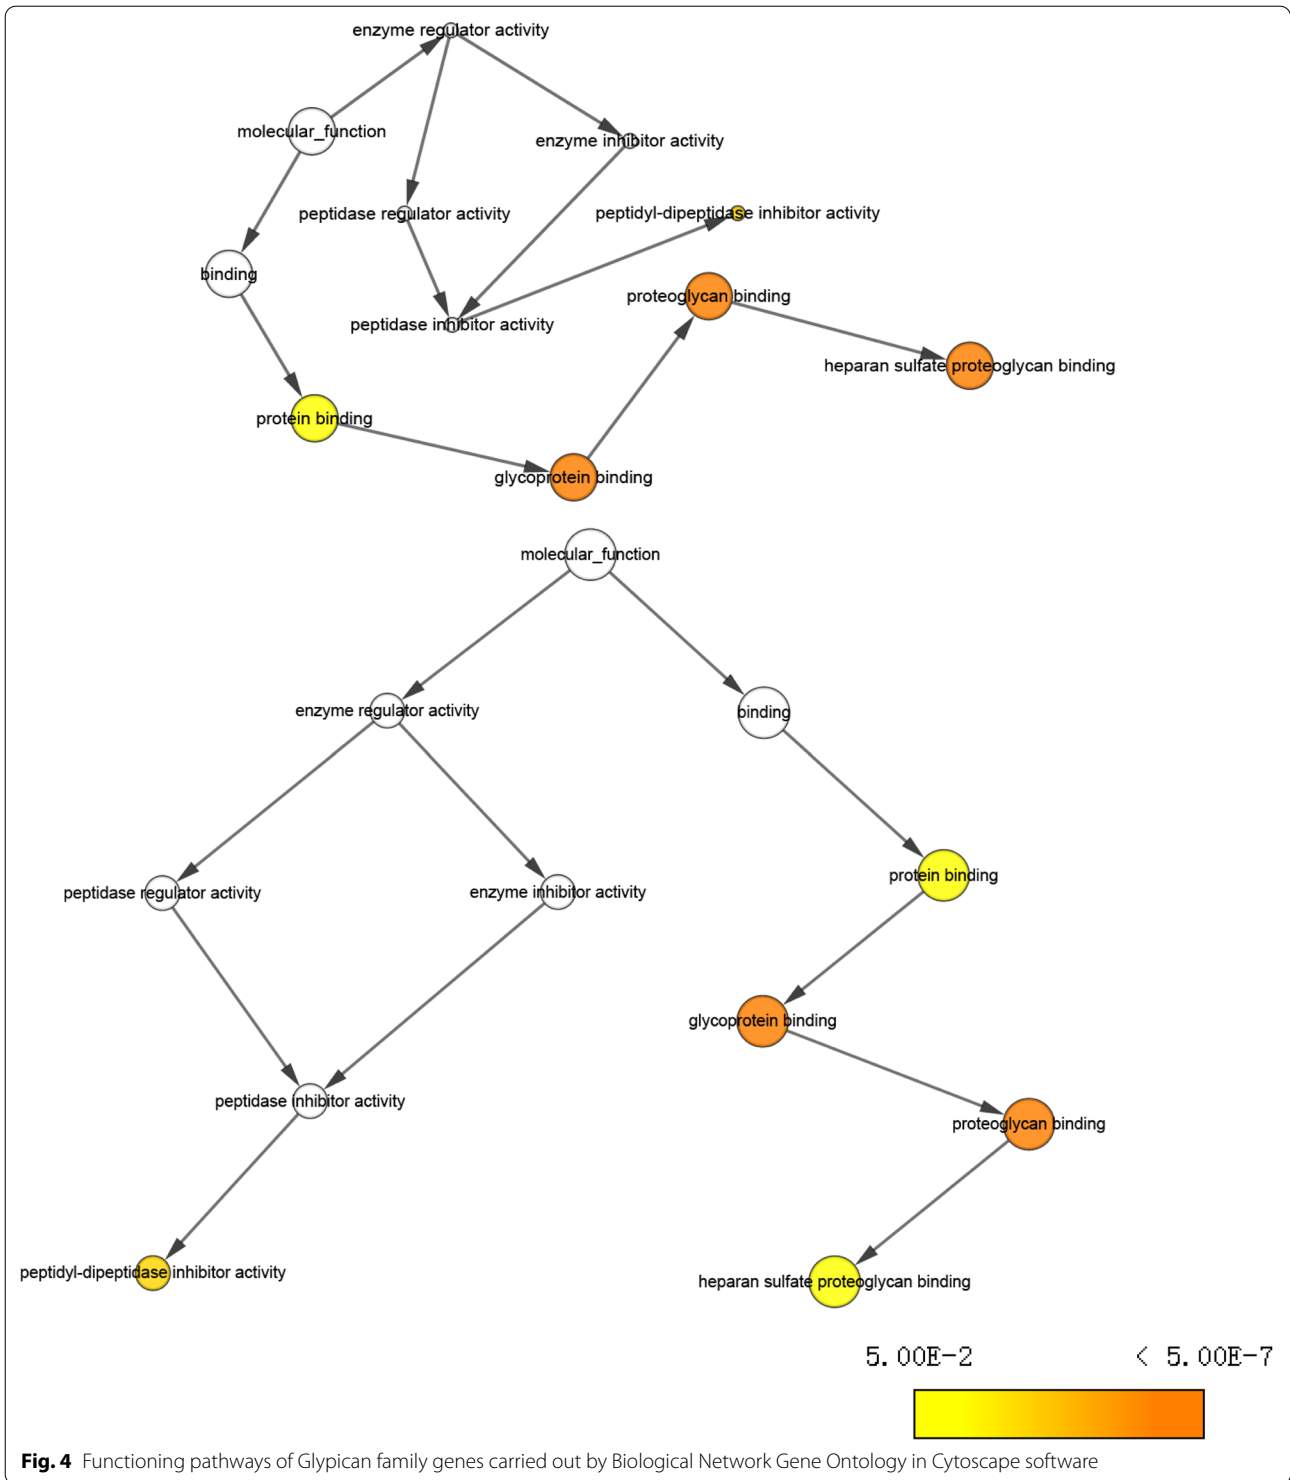 enzyme regulator activity
molecular_function
enzyme inhibitor activity
peptidase regulator activity
peptidyl-dipeptidase inhibitor activity
binding
proteoglycan binding
peptidase inhibitor activity
heparan sulfate proteoglycan binding
protein binding
glycoprotein binding
molecular_function
enzyme regulator activity
binding
protein binding
peptidase regulator activity
enzyme inhibitor activity
glycoprotein binding
peptidase inhibitor activity
proteoglycan binding
peptidyl-dipeptidase inhibitor activity
heparan sulfate proteoglycan binding
5.00E-2 < 5.00E-7
Fig. 4 Functioning pathways of Glypican family genes carried out by Biological Network Gene Ontology in Cytoscape software